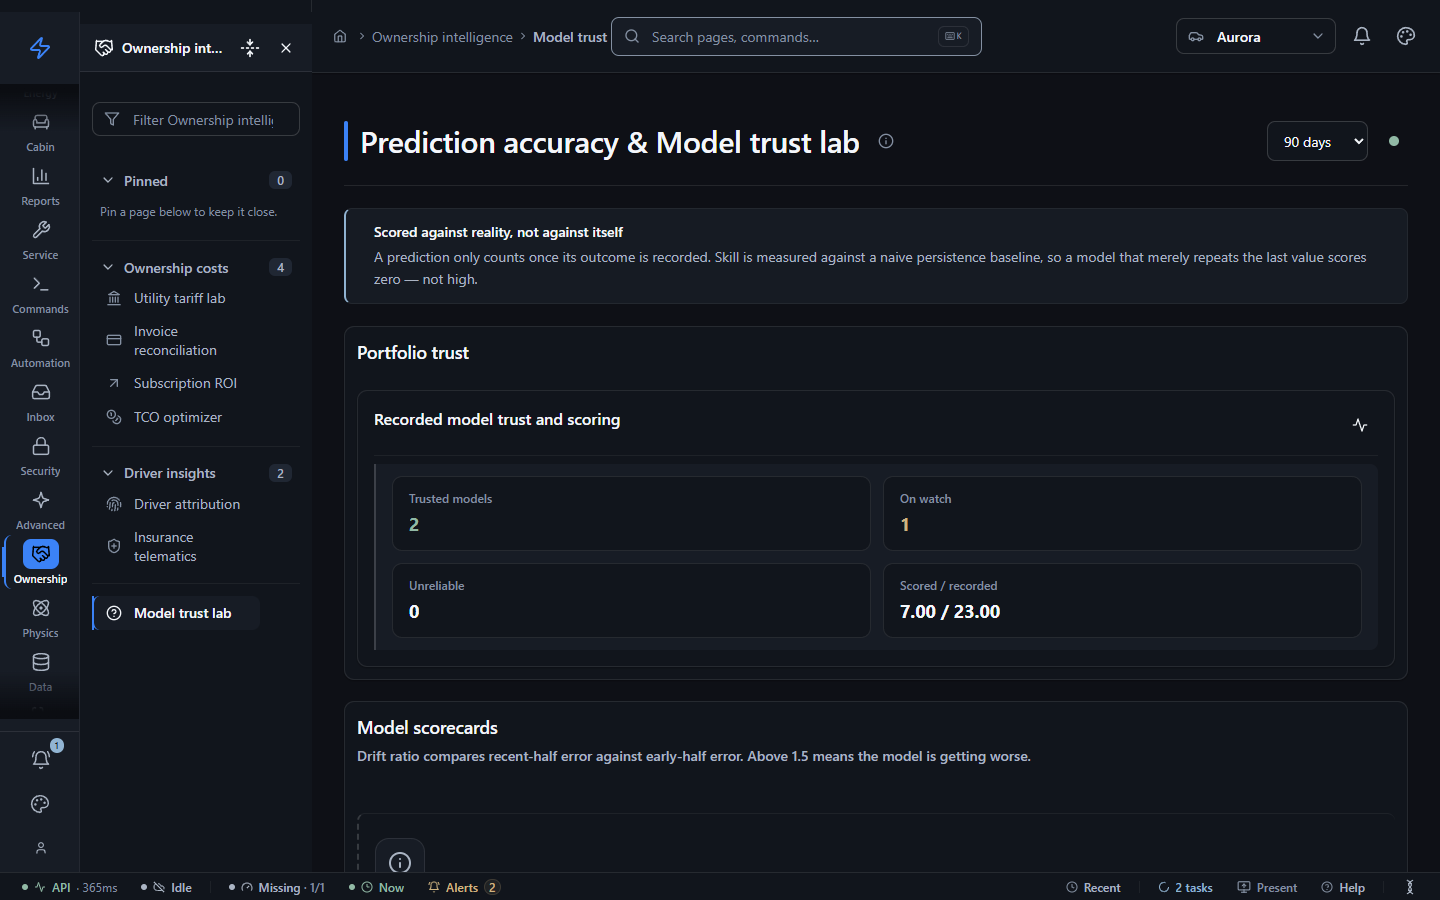 Ownership int...
Ownership intelligence
Model trust
Search pages, commands...
K
Aurora
Energy
Cabin
Reports
Service
Commands
Automation
Inbox
Security
Advanced
Ownership
Physics
Data
1
Filter Ownership intelli
Pinned
0
Pin a page below to keep it close.
Ownership costs
4
Utility tariff lab
Invoice
reconciliation
Subscription ROI
TCO optimizer
Driver insights
2
Driver attribution
Insurance
telematics
Model trust lab
Prediction accuracy & Model trust lab
90 days
Scored against reality, not against itself
A prediction only counts once its outcome is recorded. Skill is measured against a naive persistence baseline, so a model that merely repeats the last value scores
zero — not high.
Portfolio trust
Recorded model trust and scoring
Trusted models
2
On watch
1
Unreliable
0
Scored / recorded
7.00 / 23.00
Model scorecards
Drift ratio compares recent-half error against early-half error. Above 1.5 means the model is getting worse.
API · 365ms
Idle
Missing · 1/1
Now
Alerts 2
Recent
2 tasks
Present
Help